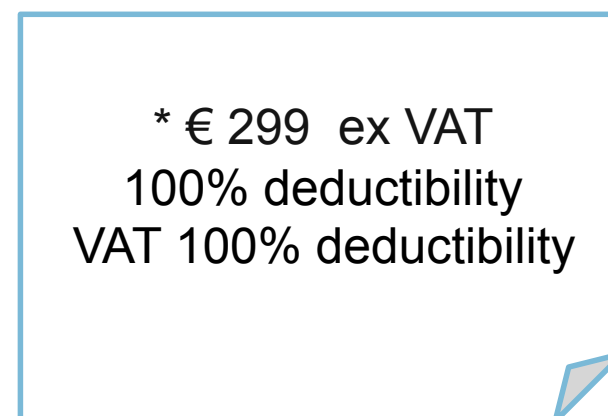 * € 299 ex VAT
100% deductibility
VAT 100% deductibility